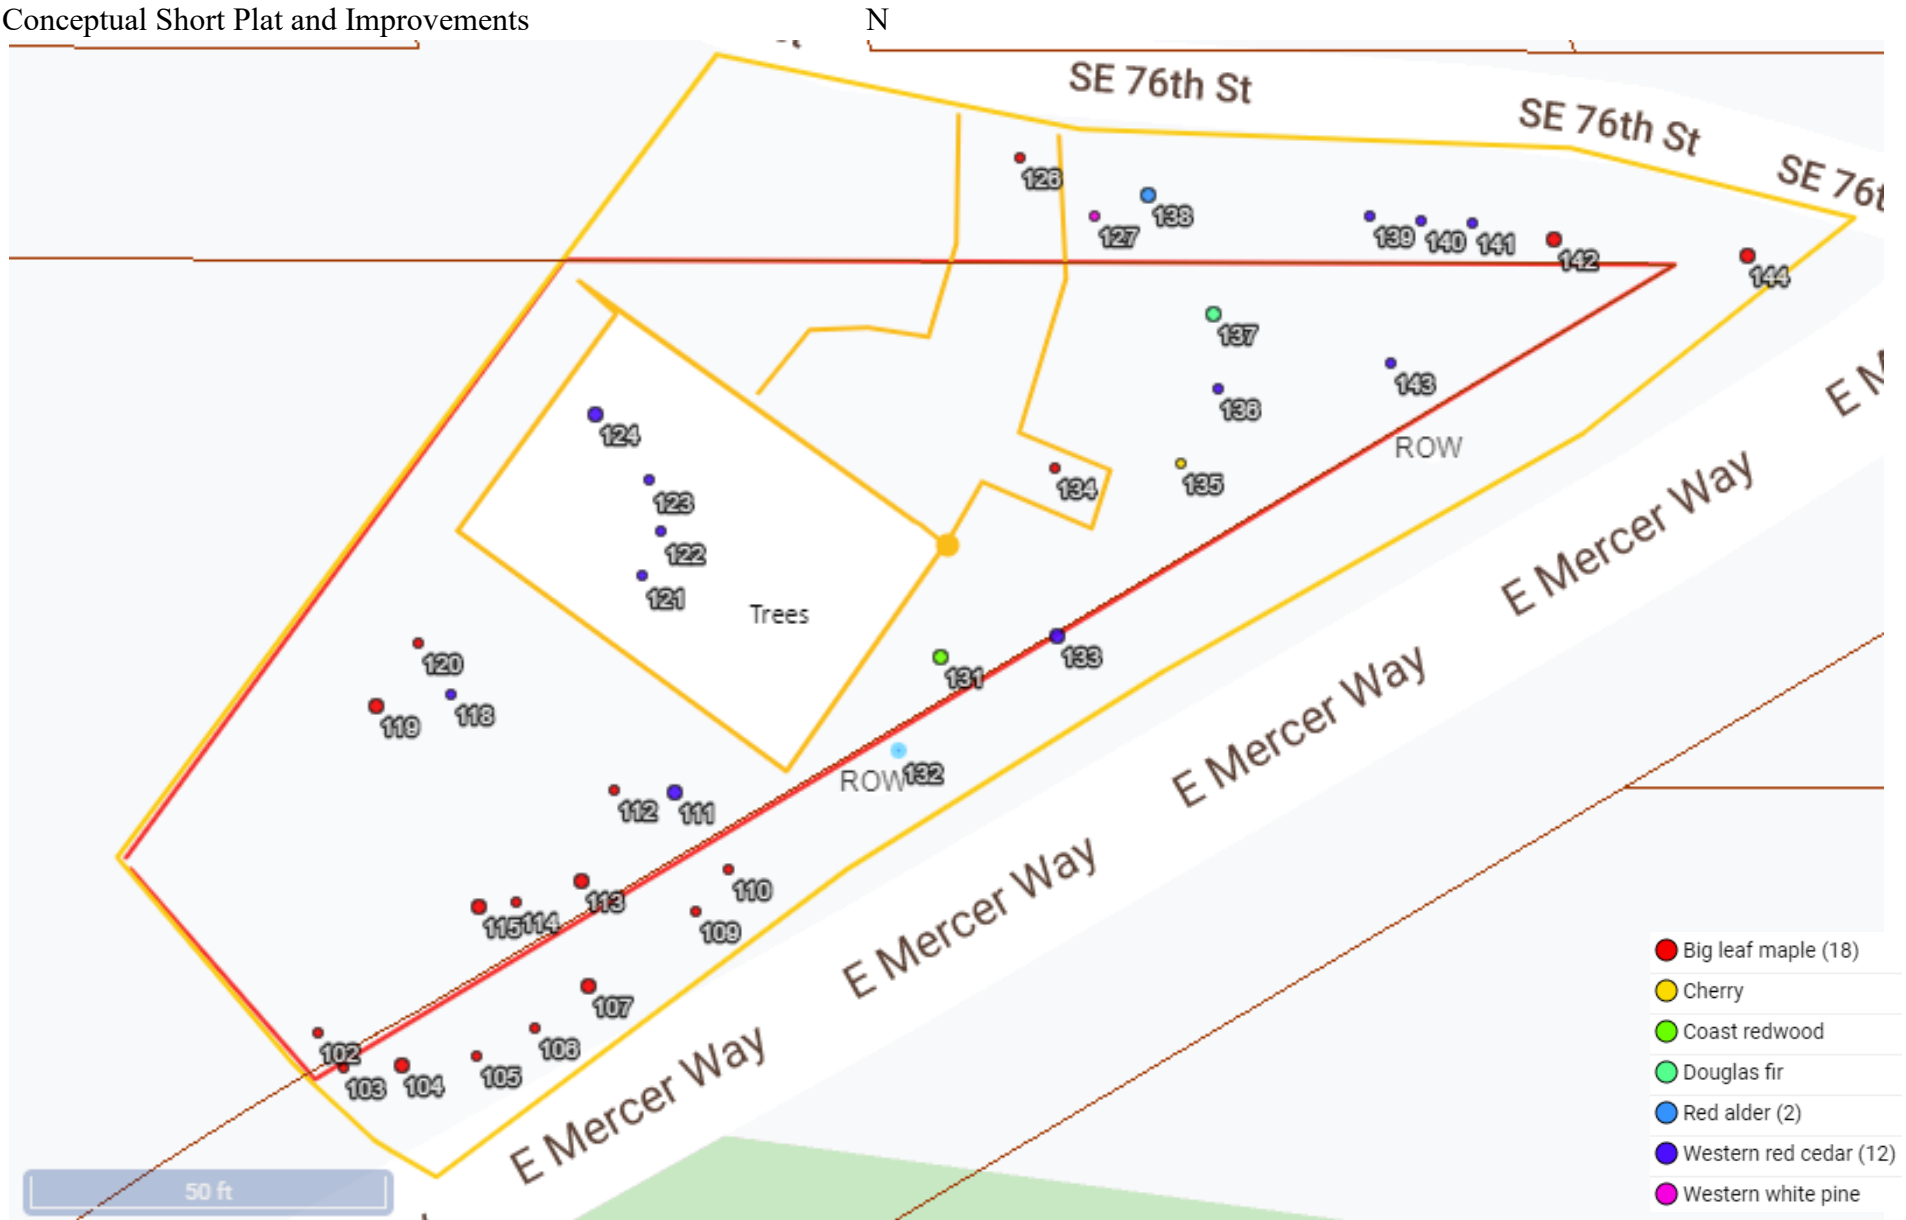 Conceptual Short Plat and Improvements N
SE 76th St
SE 76th St
SE 76t
126
138
127
139
140
141
142
144
137
143
136
E M
124
ROW
135
134
123
E Mercer Way
122
121
Trees
133
120
131
118
119
E Mercer Way
ROW
132
112
111
110
113
115
114
109
E Mercer Way
107
106
102
105
103
104
E Mercer Way
50 ft
Big leaf maple (18)
Cherry
Coast redwood
Douglas fir
Red alder (2)
Western red cedar (12)
Western white pine